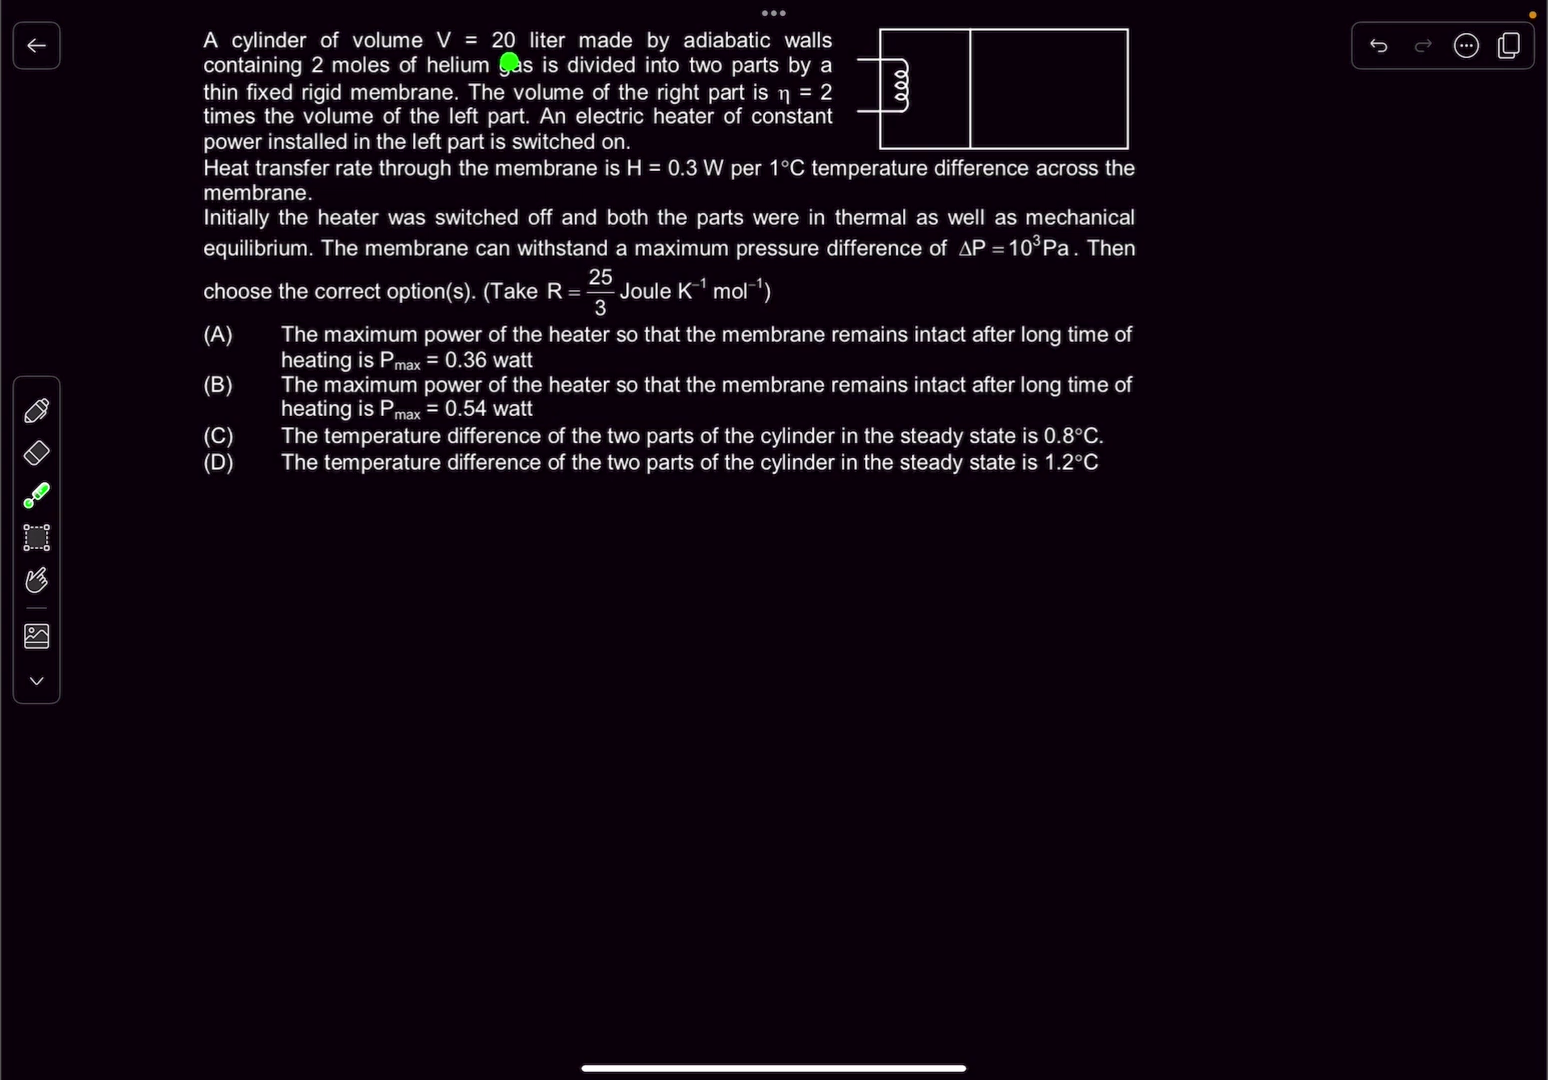 A cylinder of volume V = 20 liter made by adiabatic walls
containing 2 moles of helium gas is divided into two parts by a
thin fixed rigid membrane. The volume of the right part is η = 2
times the volume of the left part. An electric heater of constant
power installed in the left part is switched on.
Heat transfer rate through the membrane is H = 0.3 W per 1°C temperature difference across the
membrane.
Initially the heater was switched off and both the parts were in thermal as well as mechanical
equilibrium. The membrane can withstand a maximum pressure difference of ΔP = 10³ Pa. Then
choose the correct option(s). (Take R = 25/3 Joule K⁻¹ mol⁻¹)
(A) The maximum power of the heater so that the membrane remains intact after long time of
heating is Pmax = 0.36 watt
(B) The maximum power of the heater so that the membrane remains intact after long time of
heating is Pmax = 0.54 watt
(C) The temperature difference of the two parts of the cylinder in the steady state is 0.8°C.
(D) The temperature difference of the two parts of the cylinder in the steady state is 1.2°C